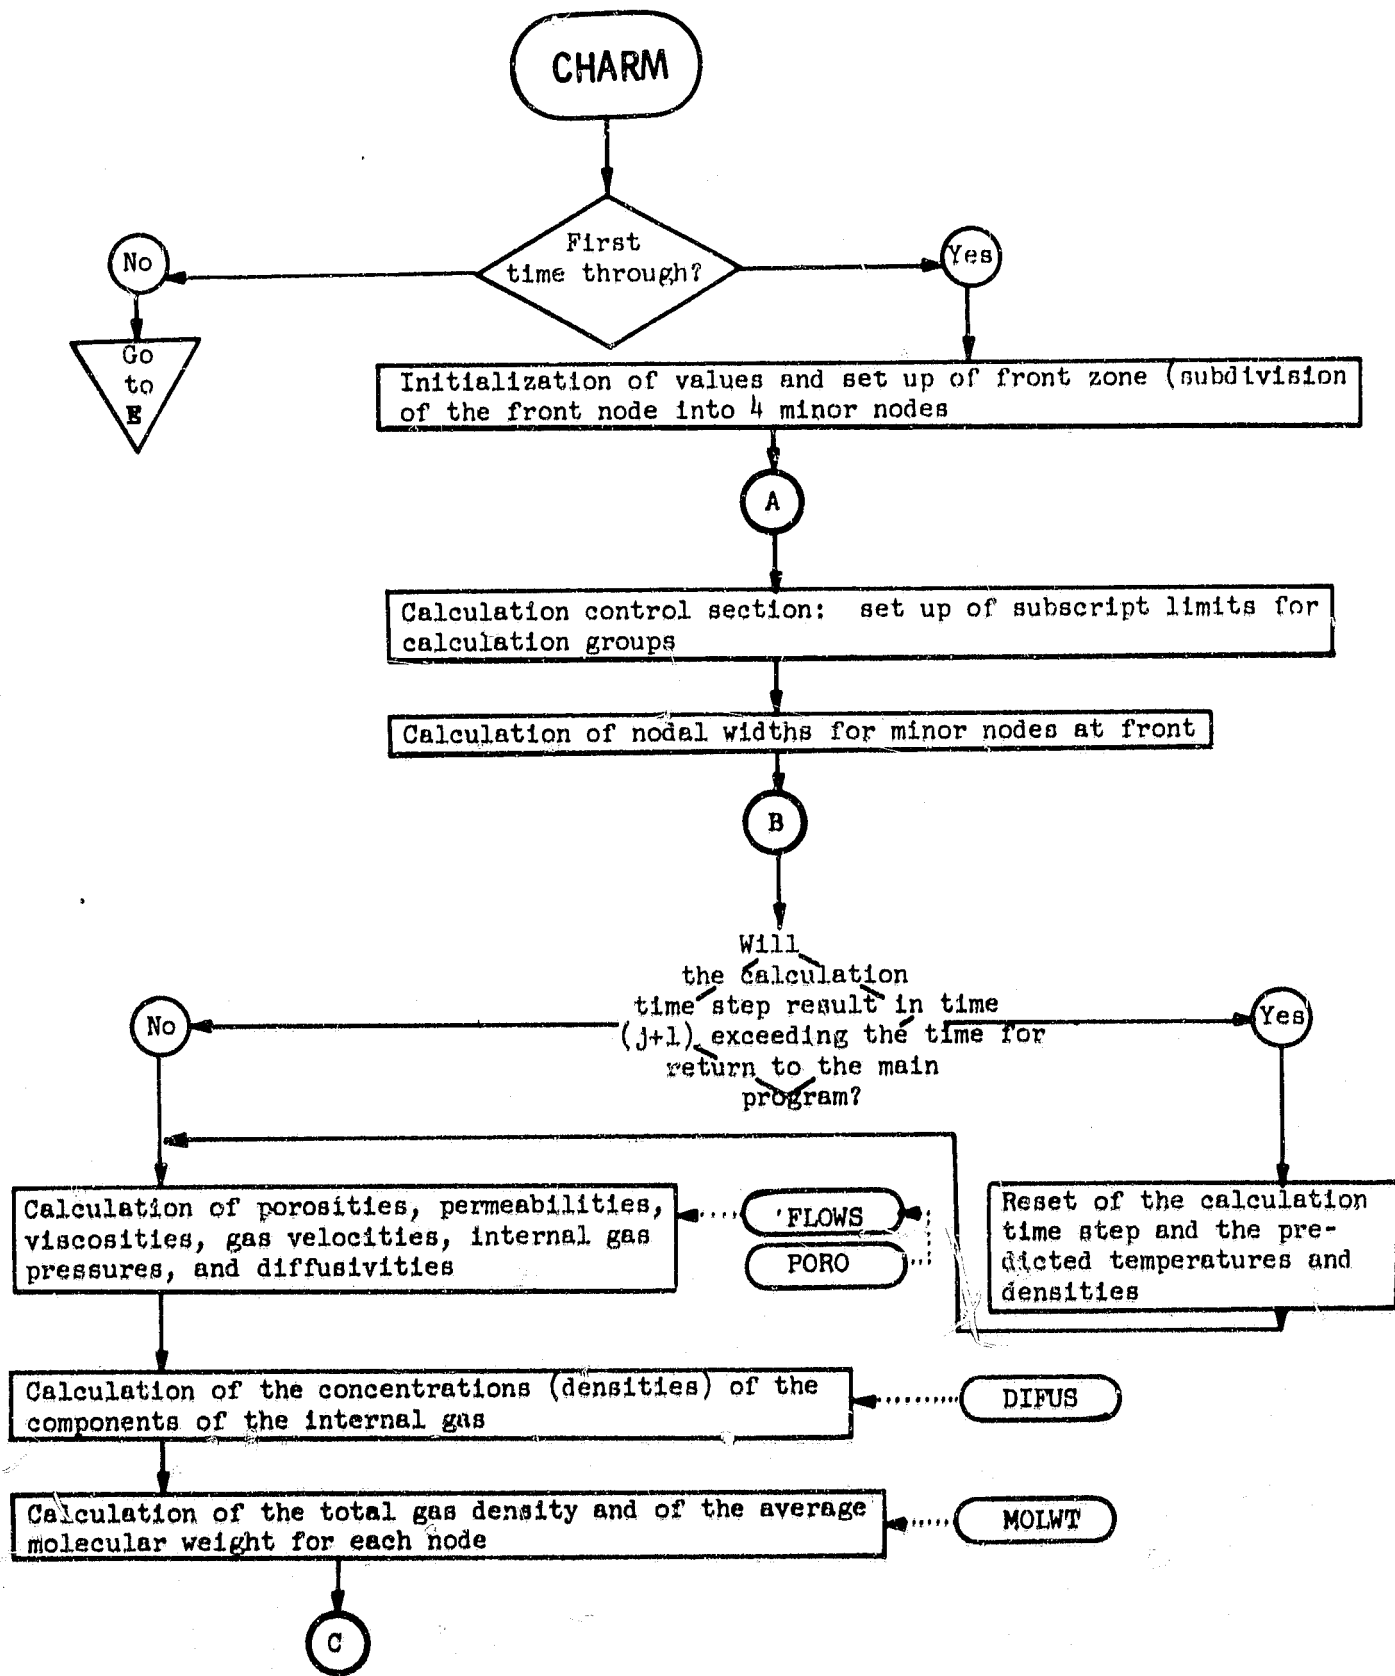 CHARM
First
time through?
No
Yes
Go
to
E
Initialization of values and set up of front zone (subdivision
of the front node into 4 minor nodes
A
Calculation control section: set up of subscript limits for
calculation groups
Calculation of nodal widths for minor nodes at front
B
Will
the calculation
time step result in time
(j+1) exceeding the time for
return to the main
program?
No
Yes
Calculation of porosities, permeabilities,
viscosities, gas velocities, internal gas
pressures, and diffusivities
'FLOWS
PORO
Reset of the calculation
time step and the pre-
dicted temperatures and
densities
Calculation of the concentrations (densities) of the
components of the internal gas
DIFUS
Calculation of the total gas density and of the average
molecular weight for each node
MOLWT
C